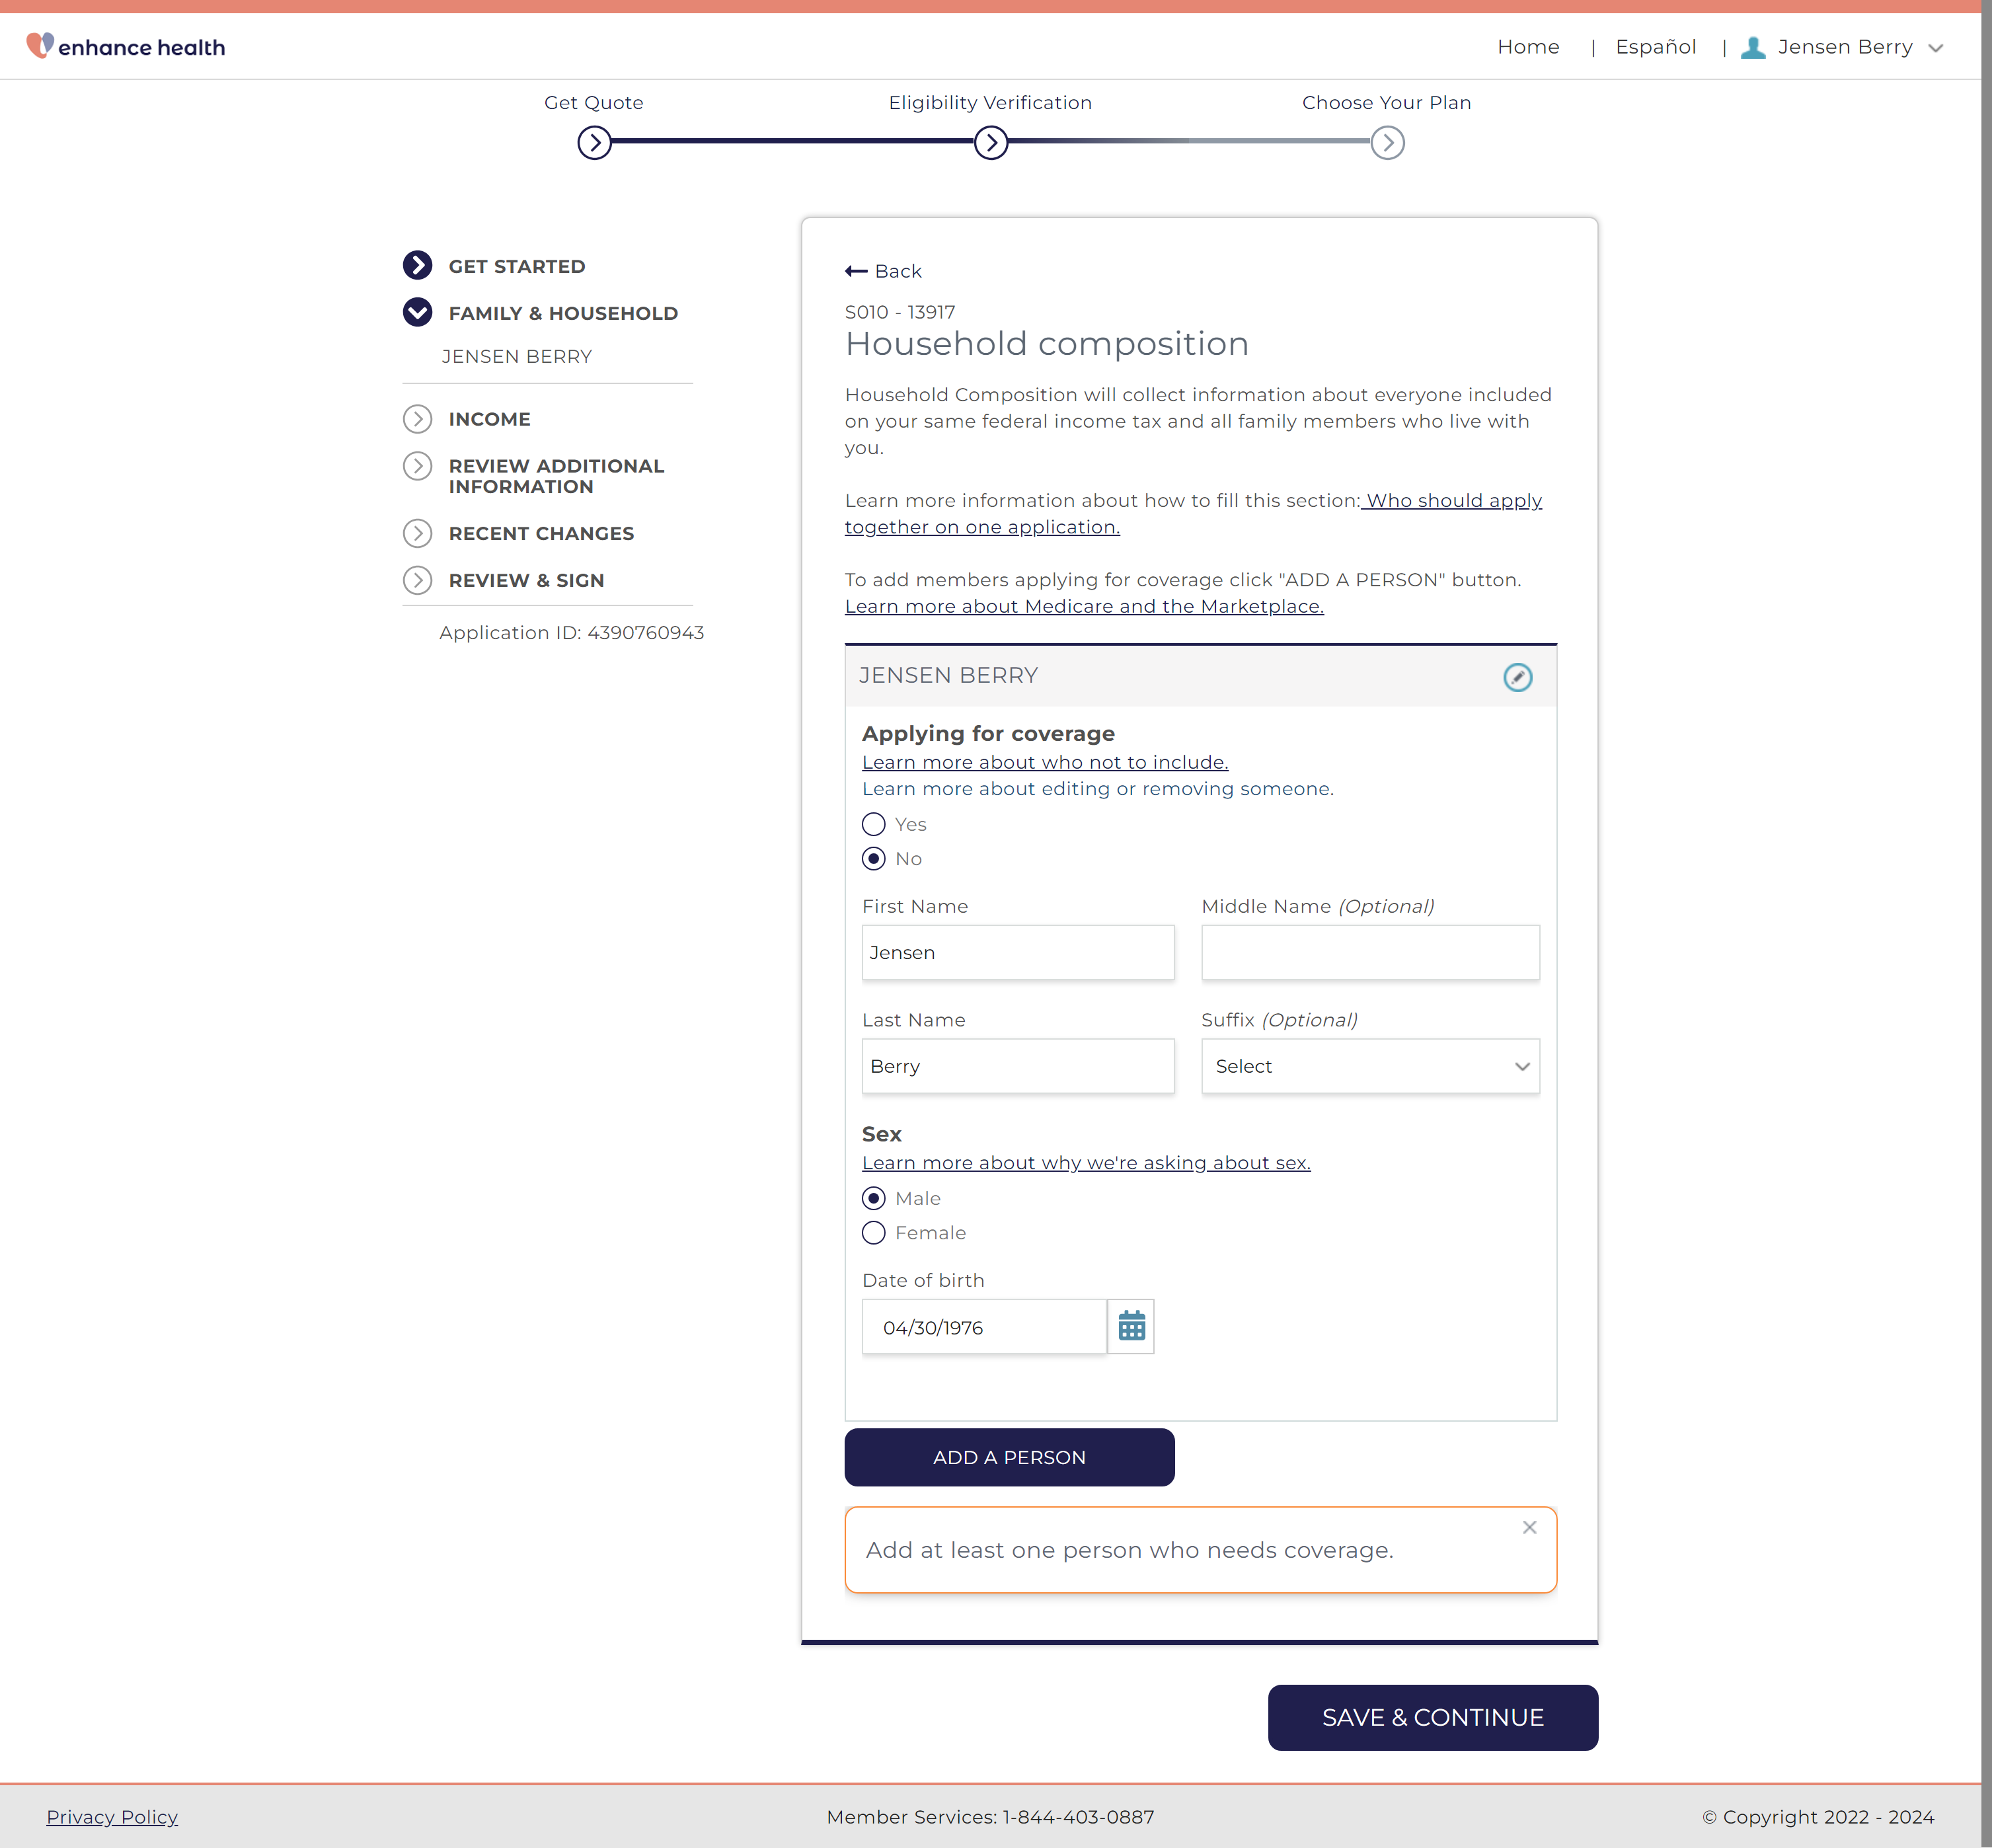 enhance health
Home | Español | Jensen Berry
Get Quote
Eligibility Verification
Choose Your Plan
GET STARTED
FAMILY & HOUSEHOLD
JENSEN BERRY
INCOME
REVIEW ADDITIONAL
INFORMATION
RECENT CHANGES
REVIEW & SIGN
Application ID: 4390760943
Back
S010 - 13917
Household composition
Household Composition will collect information about everyone included
on your same federal income tax and all family members who live with
you.
Learn more information about how to fill this section: Who should apply
together on one application.
To add members applying for coverage click "ADD A PERSON" button.
Learn more about Medicare and the Marketplace.
JENSEN BERRY
Applying for coverage
Learn more about who not to include.
Learn more about editing or removing someone.
Yes
No
First Name
Middle Name (Optional)
Jensen
Last Name
Suffix (Optional)
Berry
Select
Sex
Learn more about why we're asking about sex.
Male
Female
Date of birth
04/30/1976
ADD A PERSON
Add at least one person who needs coverage.
SAVE & CONTINUE
Privacy Policy
Member Services: 1-844-403-0887
© Copyright 2022 - 2024